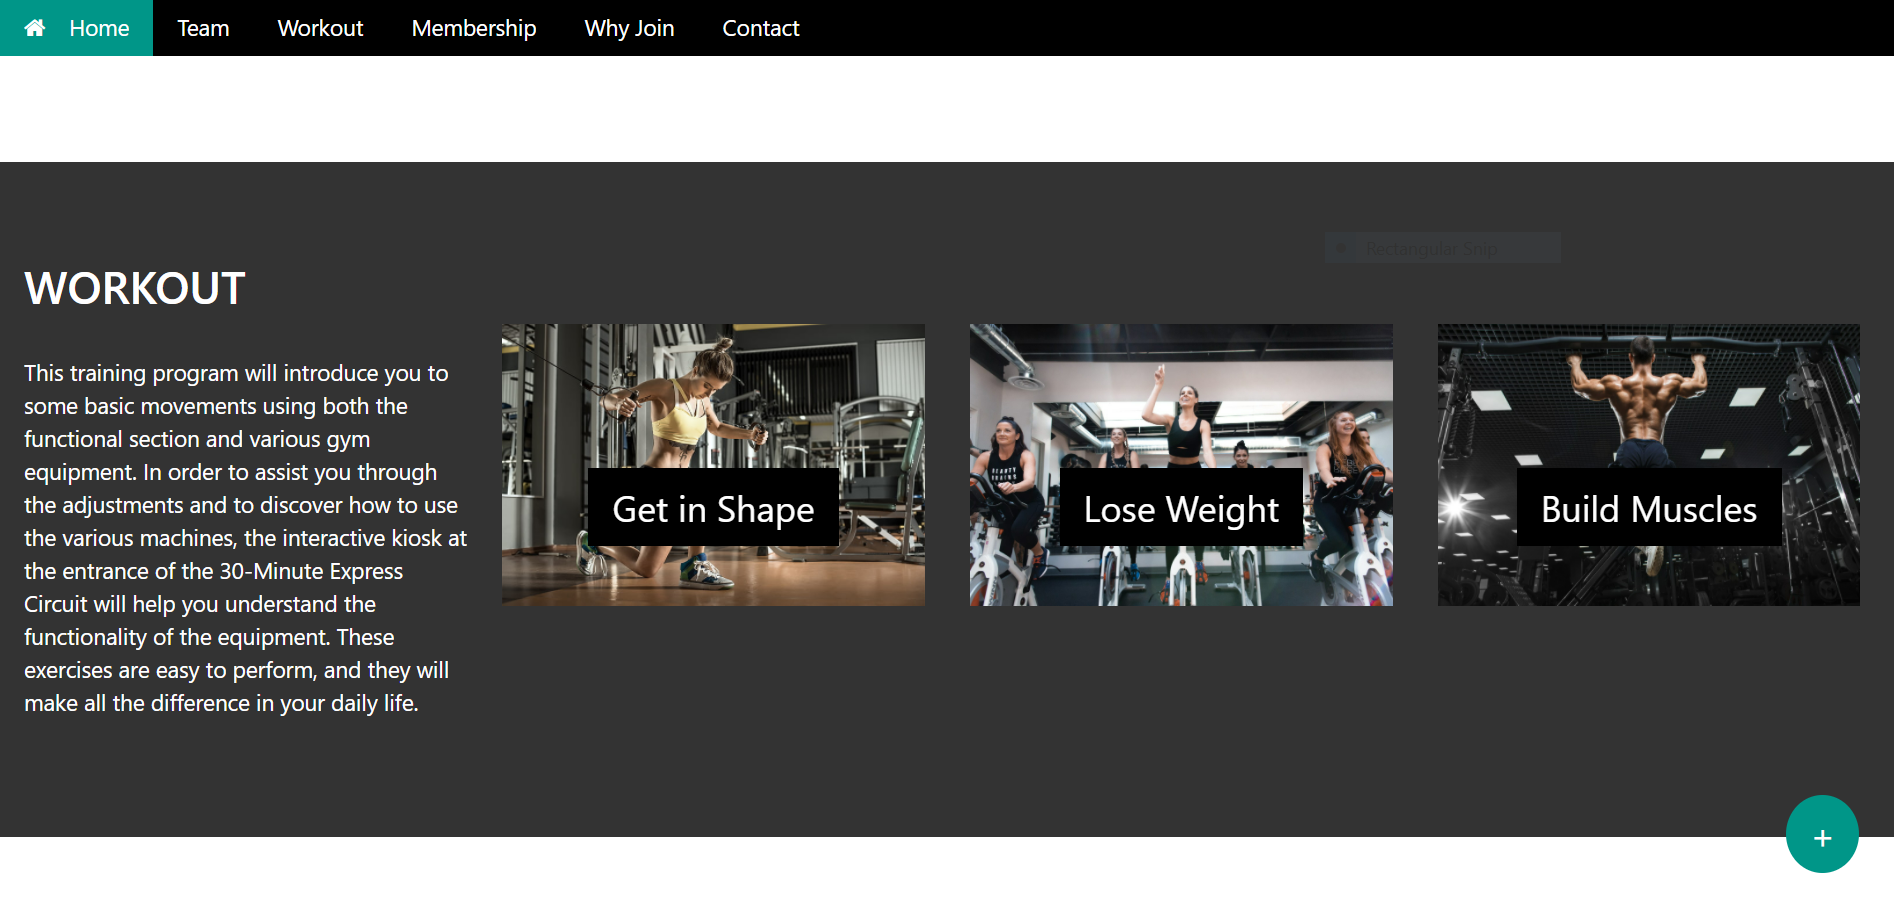 Home Team Workout Membership Why Join Contact
Rectangular Snip
WORKOUT
This training program will introduce you to
some basic movements using both the
functional section and various gym
equipment. In order to assist you through
the adjustments and to discover how to use
the various machines, the interactive kiosk at
the entrance of the 30-Minute Express
Circuit will help you understand the
functionality of the equipment. These
exercises are easy to perform, and they will
make all the difference in your daily life.
Get in Shape
BEAUTY
Lose Weight
Build Muscles
+